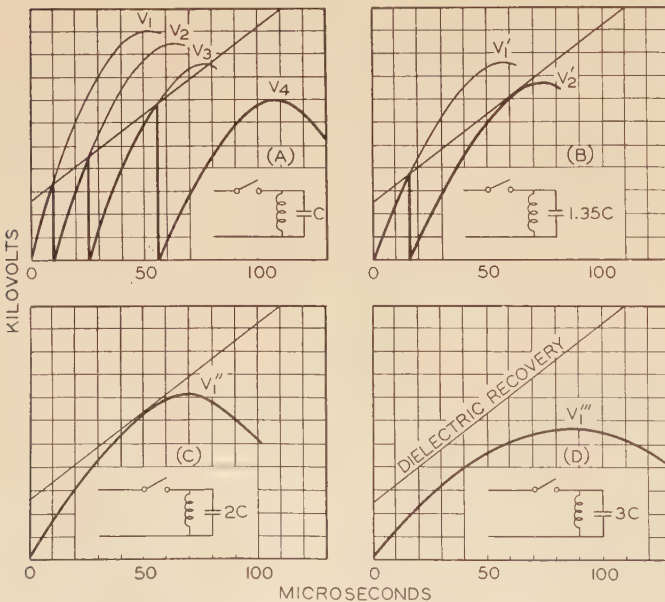 V1
V2
V3
V4
(A)
C
0 50 100
V1'
V2'
(B)
1.35C
0 50 100
KILOVOLTS
V1''
(C)
2C
0 50 100
DIELECTRIC RECOVERY
V1'''
(D)
3C
0 50 100
MICROSECONDS